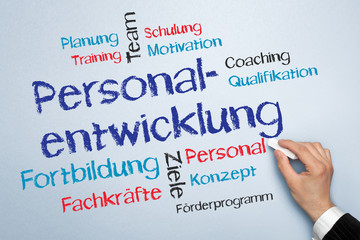 Planung
Team
Schulung
Training
Motivation
Personal-
Coaching
Qualifikation
entwicklung
Fortbildung
Ziele
Personal
Konzept
Fachkräfte
Förderprogramm